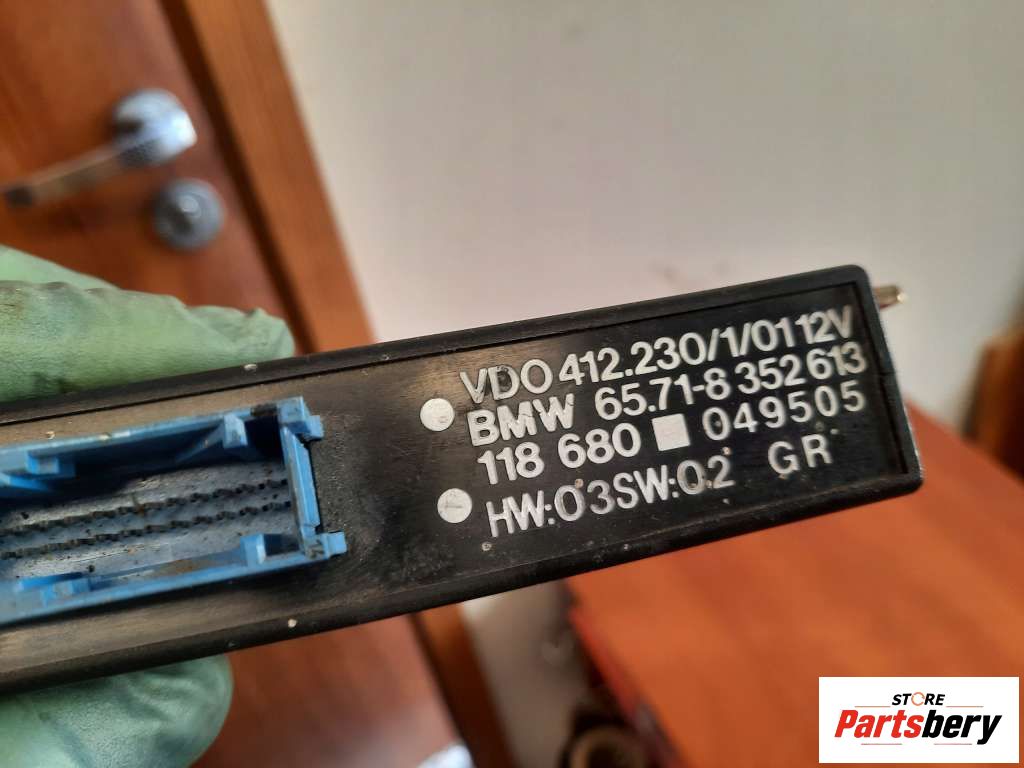 VDO 412.230/1/01 12V
BMW 65.71-8 352 613
118 680 049505
HW:03SW:02 GR
STORE
Partsbery